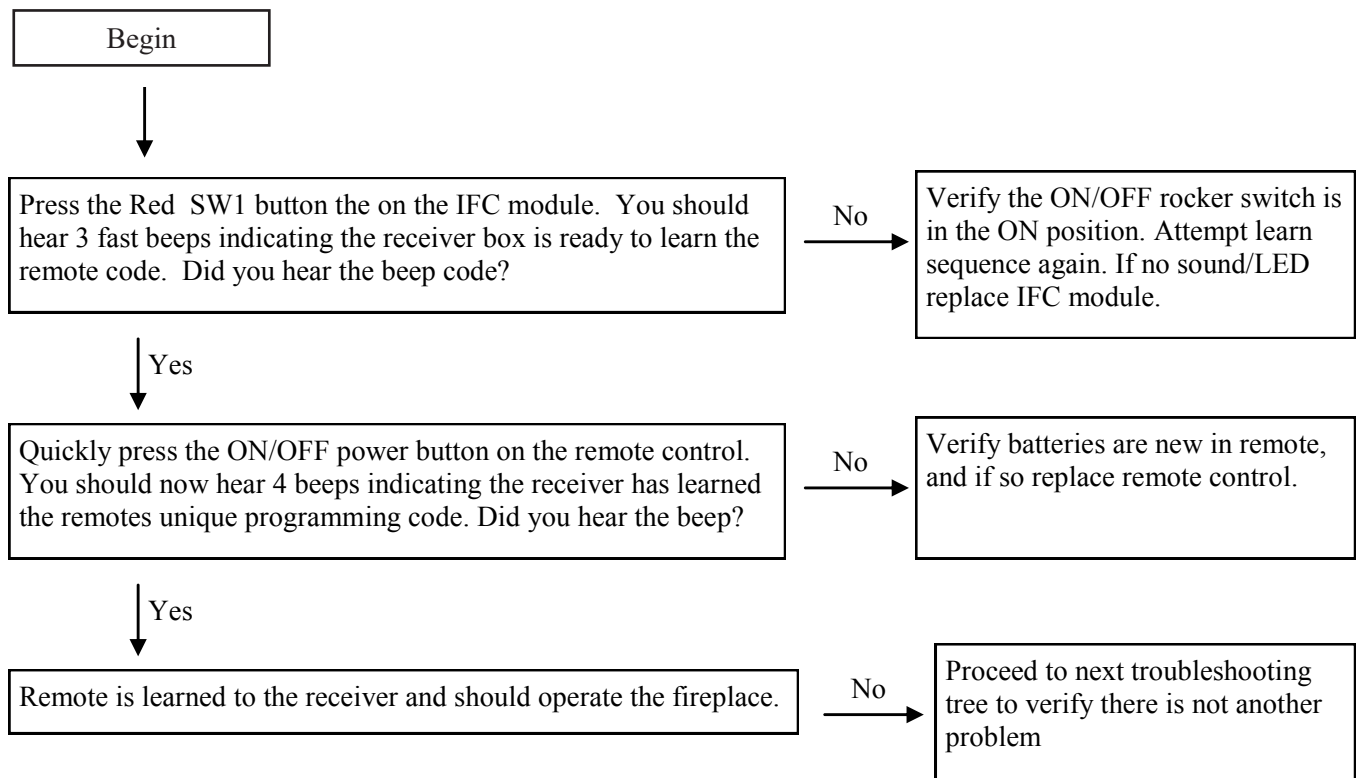 Begin
Press the Red  SW1 button the on the IFC module.  You should
hear 3 fast beeps indicating the receiver box is ready to learn the
remote code.  Did you hear the beep code?
No
Verify the ON/OFF rocker switch is
in the ON position. Attempt learn
sequence again. If no sound/LED
replace IFC module.
Yes
Quickly press the ON/OFF power button on the remote control.
You should now hear 4 beeps indicating the receiver has learned
the remotes unique programming code. Did you hear the beep?
No
Verify batteries are new in remote,
and if so replace remote control.
Yes
Remote is learned to the receiver and should operate the fireplace.
No
Proceed to next troubleshooting
tree to verify there is not another
problem